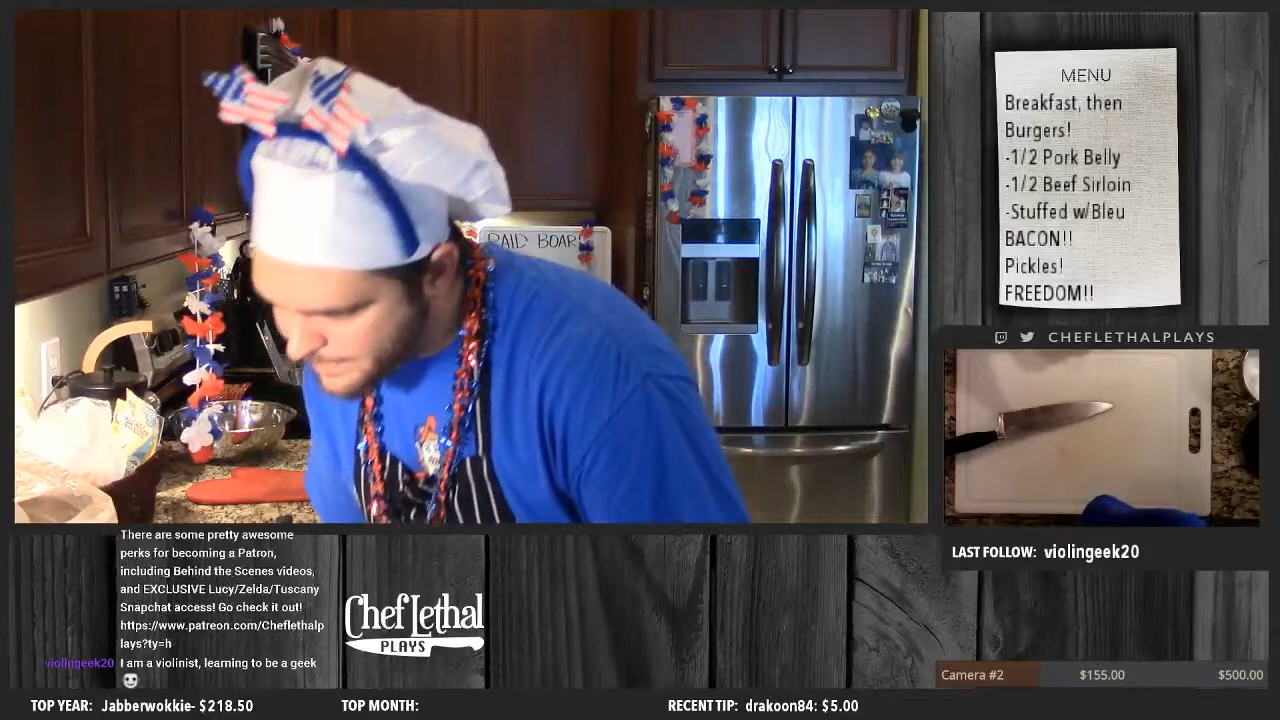 RAID BOARD
MENU
Breakfast, then
Burgers!
-1/2 Pork Belly
-1/2 Beef Sirloin
-Stuffed w/Bleu
BACON!!
Pickles!
FREEDOM!!
CHEFLETHALPLAYS
LAST FOLLOW: violingeek20
There are some pretty awesome
perks for becoming a Patron,
including Behind the Scenes videos,
and EXCLUSIVE Lucy/Zelda/Tuscany
Snapchat access! Go check it out!
https://www.patreon.com/Cheflethalp
lays?ty=h
violingeek20 I am a violinist, learning to be a geek
Chef Lethal
PLAYS
Camera #2 $155.00 $500.00
TOP YEAR: Jabberwokkie- $218.50 TOP MONTH: RECENT TIP: drakoon84: $5.00